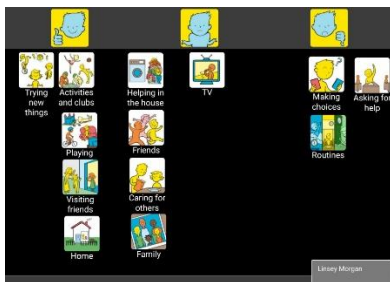 Trying
new
things
Activities
and clubs
Helping in
the house
TV
Making
choices
Asking for
help
Playing
Friends
Routines
Visiting
friends
Caring for
others
Home
Family
Linsey Morgan